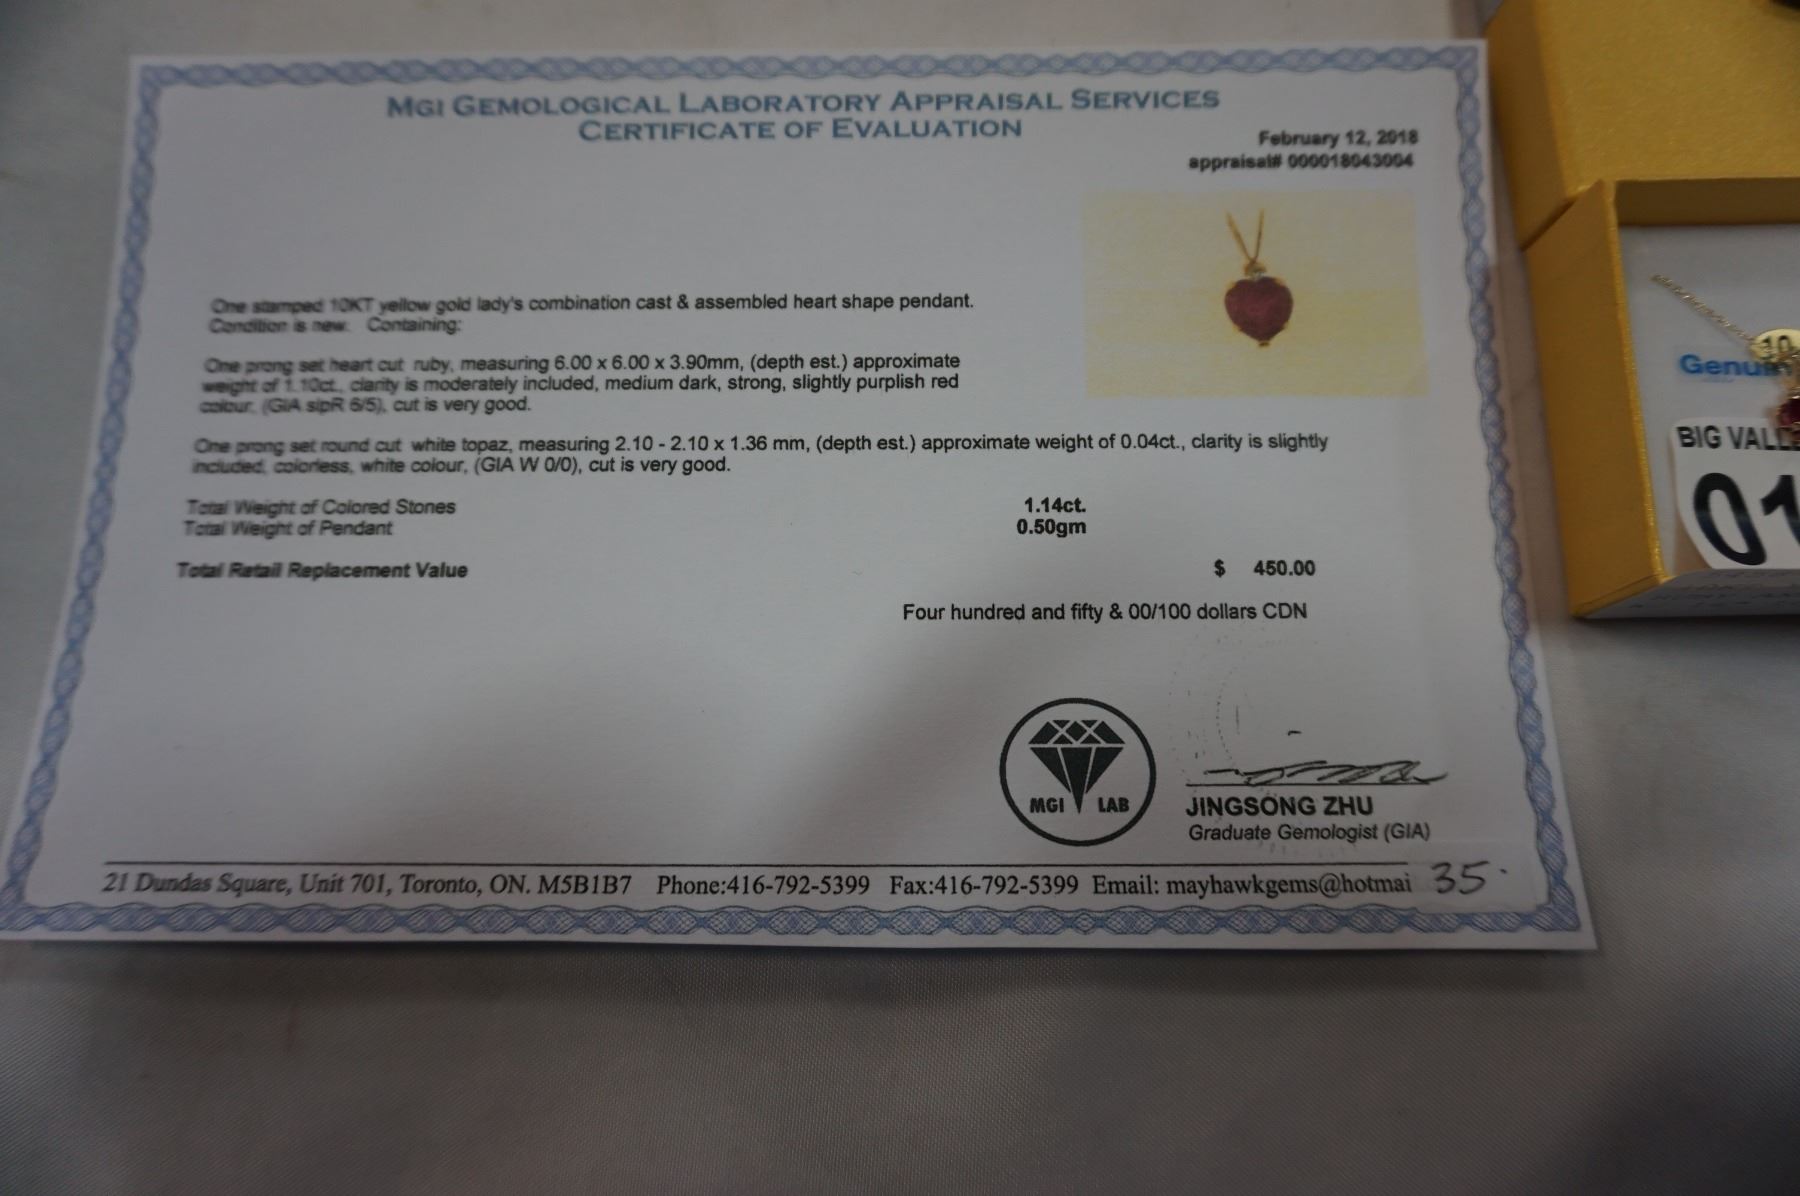 MGI GEMOLOGICAL LABORATORY APPRAISAL SERVICES
CERTIFICATE OF EVALUATION
February 12, 2018
appraisal# 000018043004
One stamped 10KT yellow gold lady's combination cast & assembled heart shape pendant.
Condition is new. Containing:
One prong set heart cut ruby, measuring 6.00 x 6.00 x 3.90mm, (depth est.) approximate
weight of 1.10ct., clarity is moderately included, medium dark, strong, slightly purplish red
colour, (GIA slpR 6/5), cut is very good.
One prong set round cut white topaz, measuring 2.10 - 2.10 x 1.36 mm, (depth est.) approximate weight of 0.04ct., clarity is slightly
included, colorless, white colour, (GIA W 0/0), cut is very good.
Total Weight of Colored Stones 1.14ct.
Total Weight of Pendant 0.50gm
Total Retail Replacement Value $ 450.00
Four hundred and fifty & 00/100 dollars CDN
MGI LAB
JINGSONG ZHU
Graduate Gemologist (GIA)
21 Dundas Square, Unit 701, Toronto, ON. M5B1B7 Phone:416-792-5399 Fax:416-792-5399 Email: mayhawkgems@hotmai 35
10
Genui
BIG VALL
01